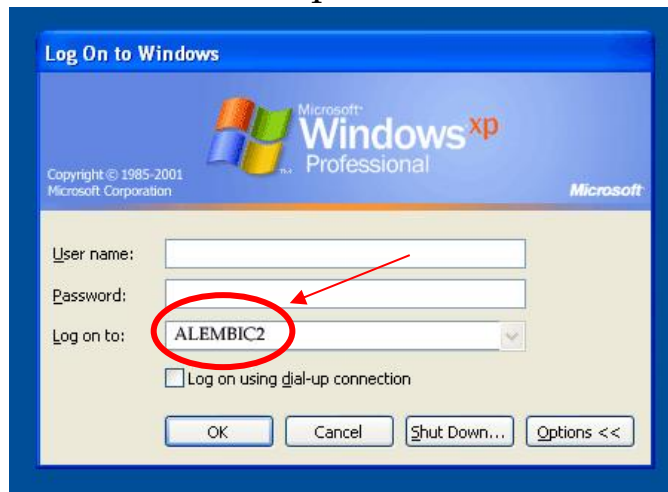 Log On to Windows
Microsoft®
Windows xp
Professional
Copyright © 1985-2001
Microsoft Corporation
Microsoft
User name:
Password:
Log on to: ALEMBIC2
Log on using dial-up connection
OK Cancel Shut Down... Options <<